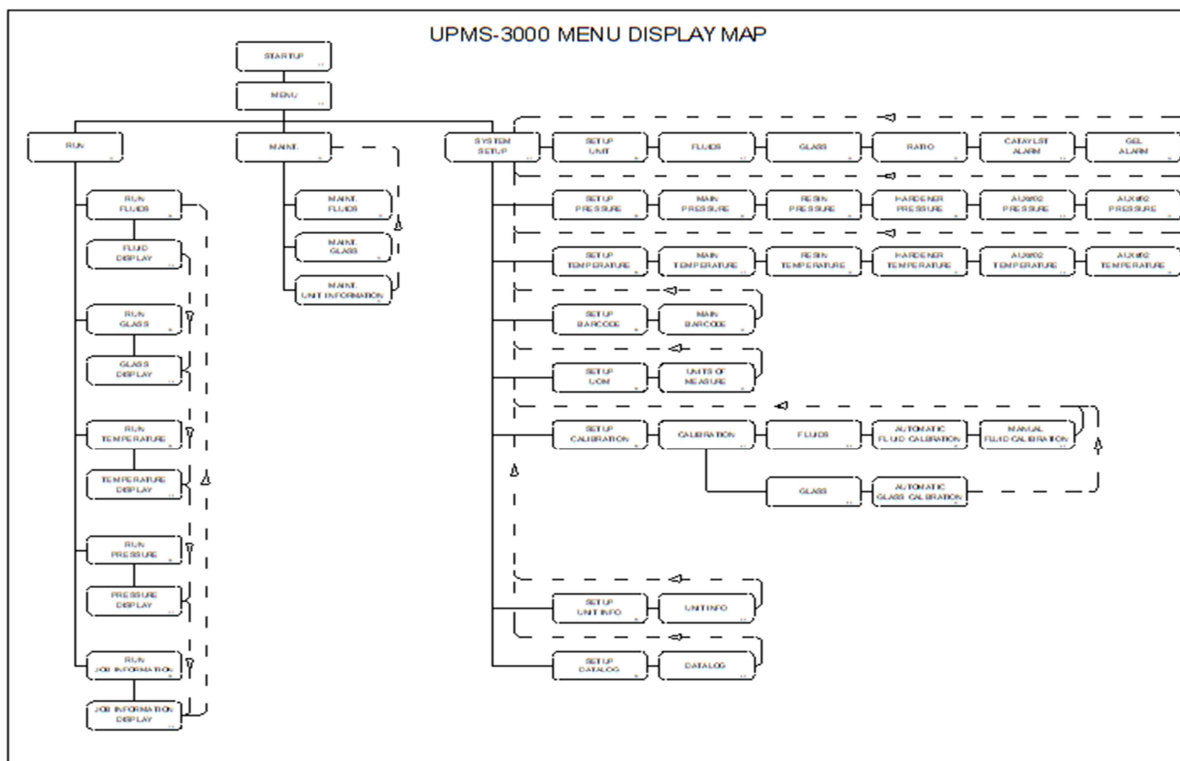 UPMS-3000 MENU DISPLAY MAP
STARTUP
MENU
RUN
MAINT.
SYSTEM
SETUP
SETUP
UNIT
FLUIDS
GLASS
RATIO
CATAYLST
ALARM
GEL
ALARM
RUN
FLUIDS
FLUID
DISPLAY
RUN
GLASS
GLASS
DISPLAY
RUN
TEMPERATURE
TEMPERATURE
DISPLAY
RUN
PRESSURE
PRESSURE
DISPLAY
RUN
JOB INFORMATION
JOB INFORMATION
DISPLAY
MAINT.
FLUIDS
MAINT.
GLASS
MAINT.
UNIT INFORMATION
SETUP
PRESSURE
MAIN
PRESSURE
RESIN
PRESSURE
HARDENER
PRESSURE
AUX#02
PRESSURE
AUX#02
PRESSURE
SETUP
TEMPERATURE
MAIN
TEMPERATURE
RESIN
TEMPERATURE
HARDENER
TEMPERATURE
AUX#02
TEMPERATURE
AUX#02
TEMPERATURE
SETUP
BARCODE
MAIN
BARCODE
SETUP
UOM
UNITS OF
MEASURE
SETUP
CALIBRATION
CALIBRATION
FLUIDS
AUTOMATIC
FLUID CALIBRATION
MANUAL
FLUID CALIBRATION
GLASS
AUTOMATIC
GLASS CALIBRATION
SETUP
UNIT INFO
UNIT INFO
SETUP
DATALOG
DATALOG